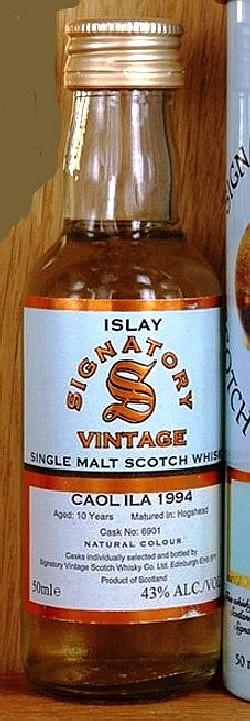 ISLAY
SIGNATORY
S
VINTAGE
SINGLE MALT SCOTCH WHISK
CAOL ILA 1994
Aged: 10 Years Matured in: Hogshead
Cask No: 6901
NATURAL COLOUR
Casks individually selected and bottled by
Signatory Vintage Scotch Whisky Co. Ltd. Edinburgh EH6
Product of Scotland
50ml e 43% ALC./VOL
SIGN